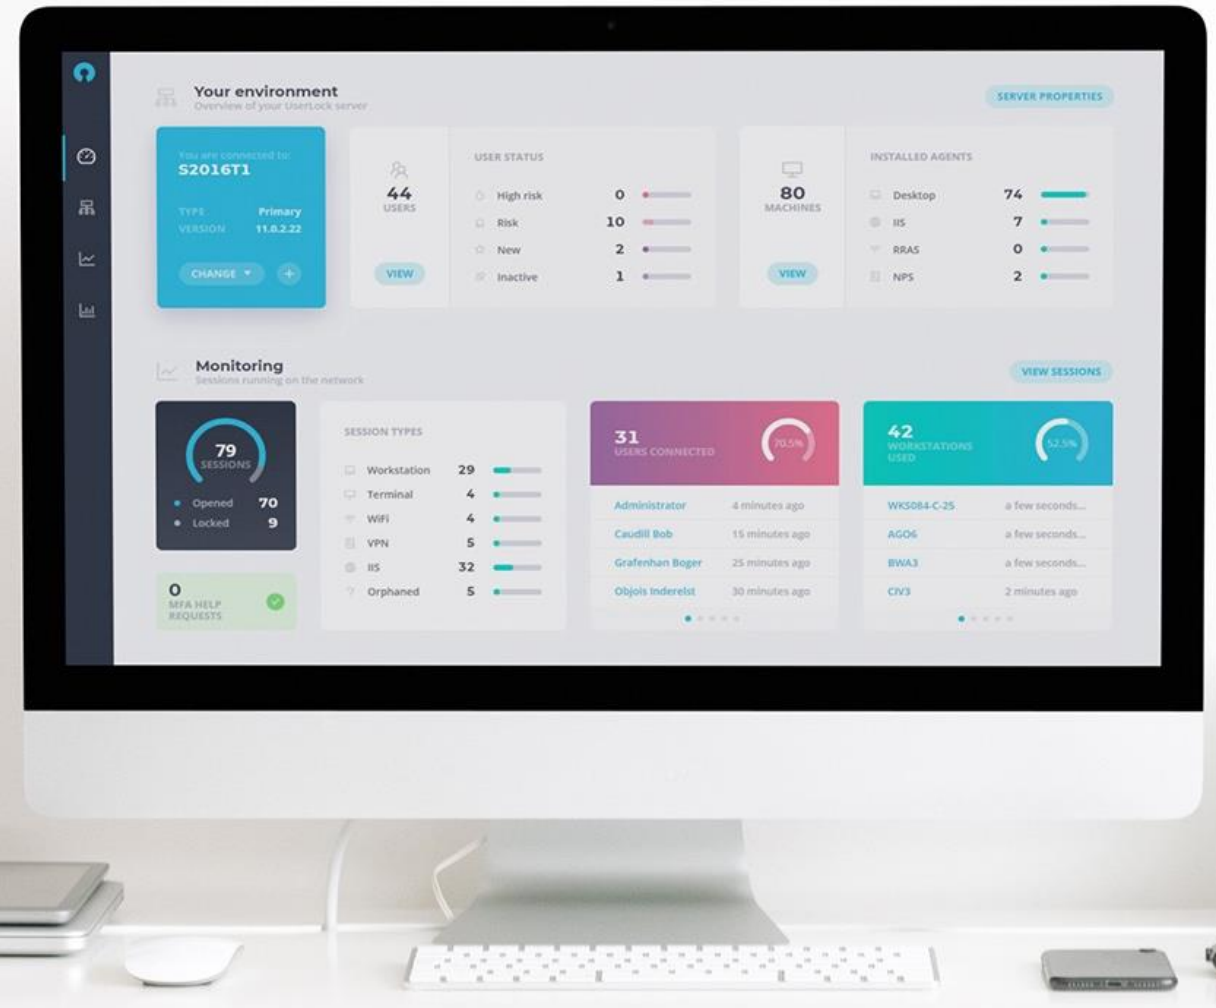 Your environment
Overview of your UserLock server
SERVER PROPERTIES
You are connected to:
S2016T1
TYPE Primary
VERSION 11.0.2.22
CHANGE
44
USERS
VIEW
USER STATUS
High risk 0
Risk 10
New 2
Inactive 1
80
MACHINES
VIEW
INSTALLED AGENTS
Desktop 74
IIS 7
RRAS 0
NPS 2
Monitoring
Sessions running on the network
VIEW SESSIONS
79
SESSIONS
Opened 70
Locked 9
0
MFA HELP
REQUESTS
SESSION TYPES
Workstation 29
Terminal 4
WiFi 4
VPN 5
IIS 32
Orphaned 5
31
USERS CONNECTED
70.5%
Administrator 4 minutes ago
Caudill Bob 15 minutes ago
Grafenhan Boger 25 minutes ago
Objois Inderelst 30 minutes ago
42
WORKSTATIONS
USED
52.5%
WKS084-C-25 a few seconds...
AGO6 a few seconds...
BWA3 a few seconds...
CIV3 2 minutes ago